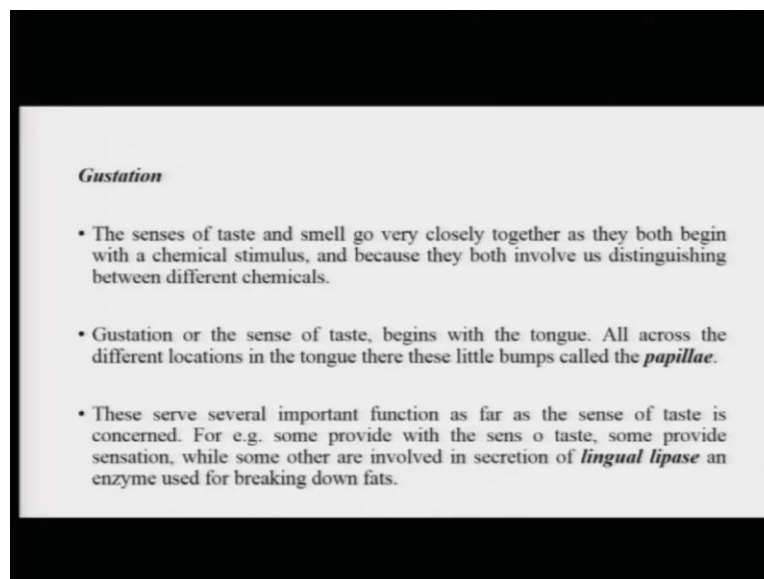 Gustation
• The senses of taste and smell go very closely together as they both begin
with a chemical stimulus, and because they both involve us distinguishing
between different chemicals.
• Gustation or the sense of taste, begins with the tongue. All across the
different locations in the tongue there these little bumps called the papillae.
• These serve several important function as far as the sense of taste is
concerned. For e.g. some provide with the sens o taste, some provide
sensation, while some other are involved in secretion of lingual lipase an
enzyme used for breaking down fats.